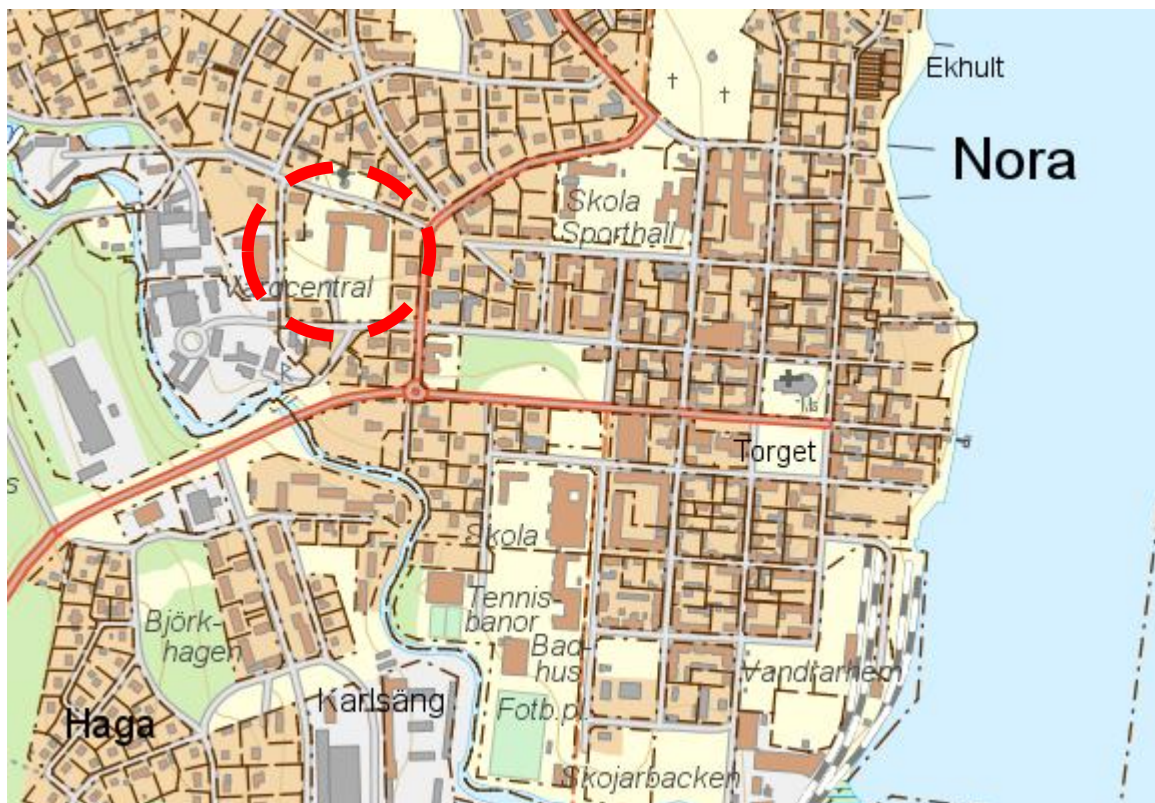 Ekhult
Nora
Skola
Sporthall
Vårdcentral
Torget
Skola
Tennis-
banor
Björk-
hagen
Bad-
hus
Vandrarhem
Karlsäng
Haga
Fotb.pl.
Skojarbacken